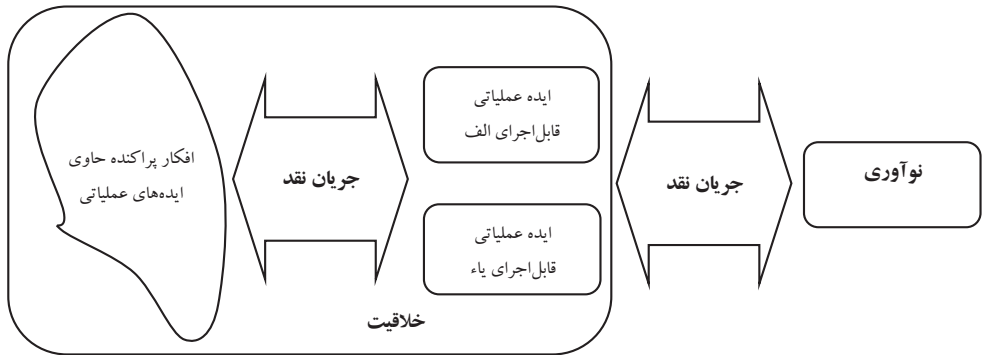 افکار پراکنده حاوی
ایده‌های عملیاتی
جریان نقد
ایده عملیاتی
قابل‌اجرای الف
ایده عملیاتی
قابل‌اجرای یاء
خلاقیت
جریان نقد
نوآوری